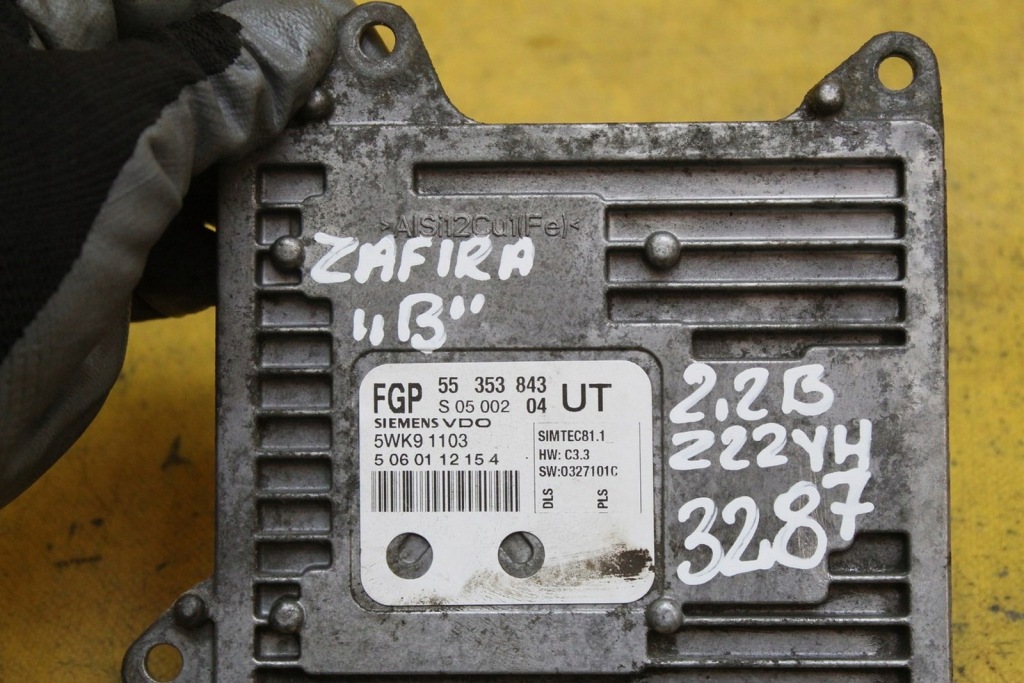 >AlSi12Cu1(Fe)<
ZAFIRA
"B"
FGP 55 353 843 UT
S 05 002 04
SIEMENS VDO
5WK9 1103
5 06 01 12 15 4
SIMTEC81.1
HW: C3.3
SW:0327101C
DLS
PLS
2.2B
Z22YH
3287